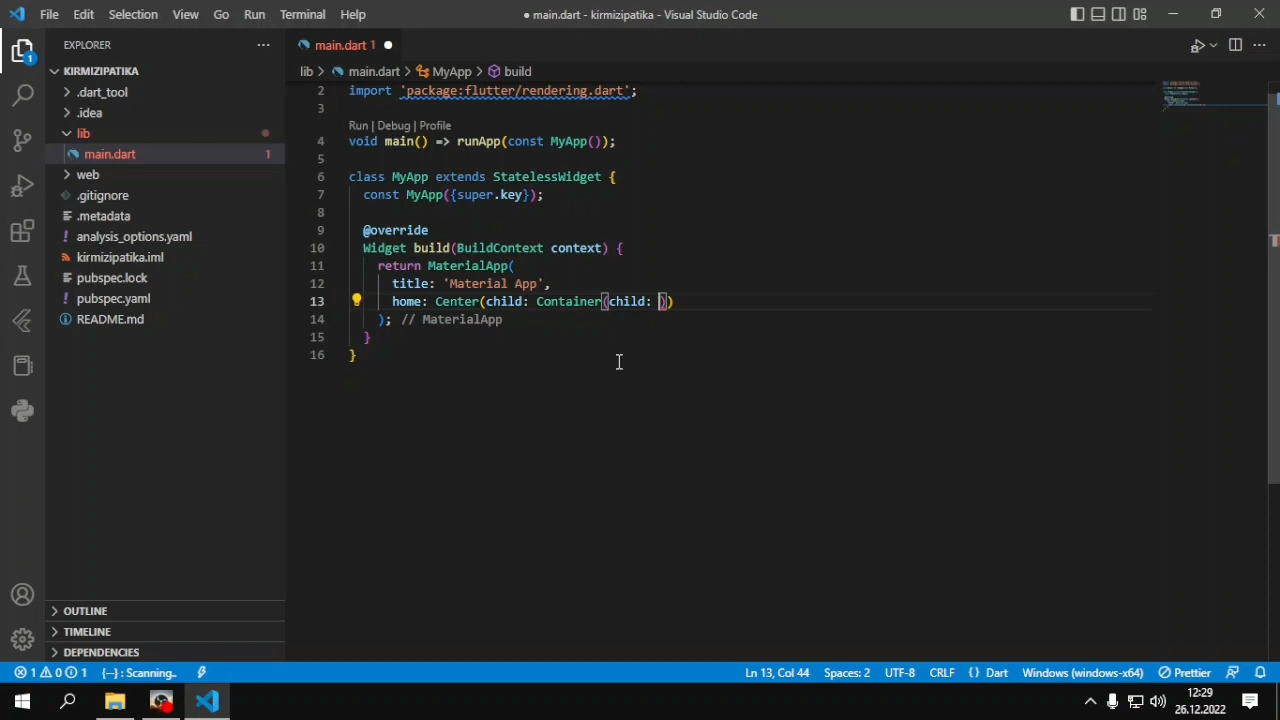 File Edit Selection View Go Run Terminal Help
● main.dart - kirmizipatika - Visual Studio Code
EXPLORER
main.dart 1
KIRMIZIPATIKA
lib > main.dart > MyApp > build
.dart_tool
.idea
lib
main.dart 1
web
.gitignore
.metadata
analysis_options.yaml
kirmizipatika.iml
pubspec.lock
pubspec.yaml
README.md
2 import 'package:flutter/rendering.dart';
3
Run | Debug | Profile
4 void main() => runApp(const MyApp());
5
6 class MyApp extends StatelessWidget {
7 const MyApp({super.key});
8
9 @override
10 Widget build(BuildContext context) {
11 return MaterialApp(
12 title: 'Material App',
13 home: Center(child: Container(child: ))
14 ); // MaterialApp
15 }
16 }
OUTLINE
TIMELINE
DEPENDENCIES
1
1 0 1 {--} : Scanning..
Ln 13, Col 44 Spaces: 2 UTF-8 CRLF {} Dart Windows (windows-x64) Prettier
12:29
26.12.2022